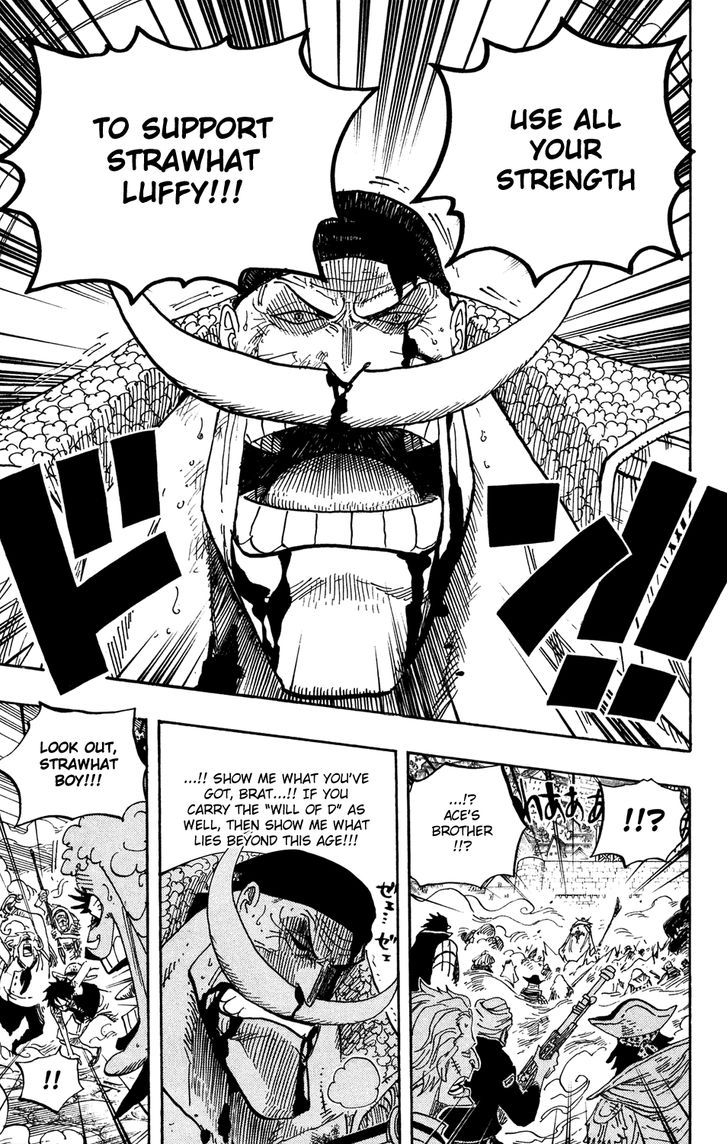 USE ALL
YOUR
STRENGTH
TO SUPPORT
STRAWHAT
LUFFY!!!
ドン!!
!!?
わあああ
...!?
ACE'S
BROTHER
!!?
...!! SHOW ME WHAT YOU'VE
GOT, BRAT...!! IF YOU
CARRY THE "WILL OF D" AS
WELL, THEN SHOW ME WHAT
LIES BEYOND THIS AGE!!!
ゼェ...ゼェ
LOOK OUT,
STRAWHAT
BOY!!!
!!